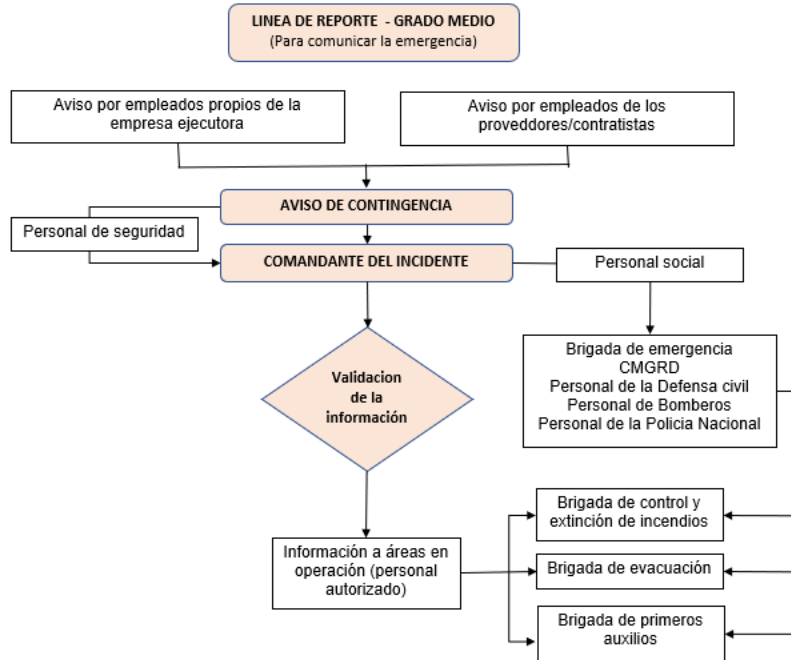 LINEA DE REPORTE - GRADO MEDIO
(Para comunicar la emergencia)
Aviso por empleados propios de la
empresa ejecutora
Aviso por empleados de los
proveddores/contratistas
AVISO DE CONTINGENCIA
Personal de seguridad
COMANDANTE DEL INCIDENTE
Personal social
Validacion
de la
información
Brigada de emergencia
CMGRD
Personal de la Defensa civil
Personal de Bomberos
Personal de la Policia Nacional
Información a áreas en
operación (personal
autorizado)
Brigada de control y
extinción de incendios
Brigada de evacuación
Brigada de primeros
auxilios